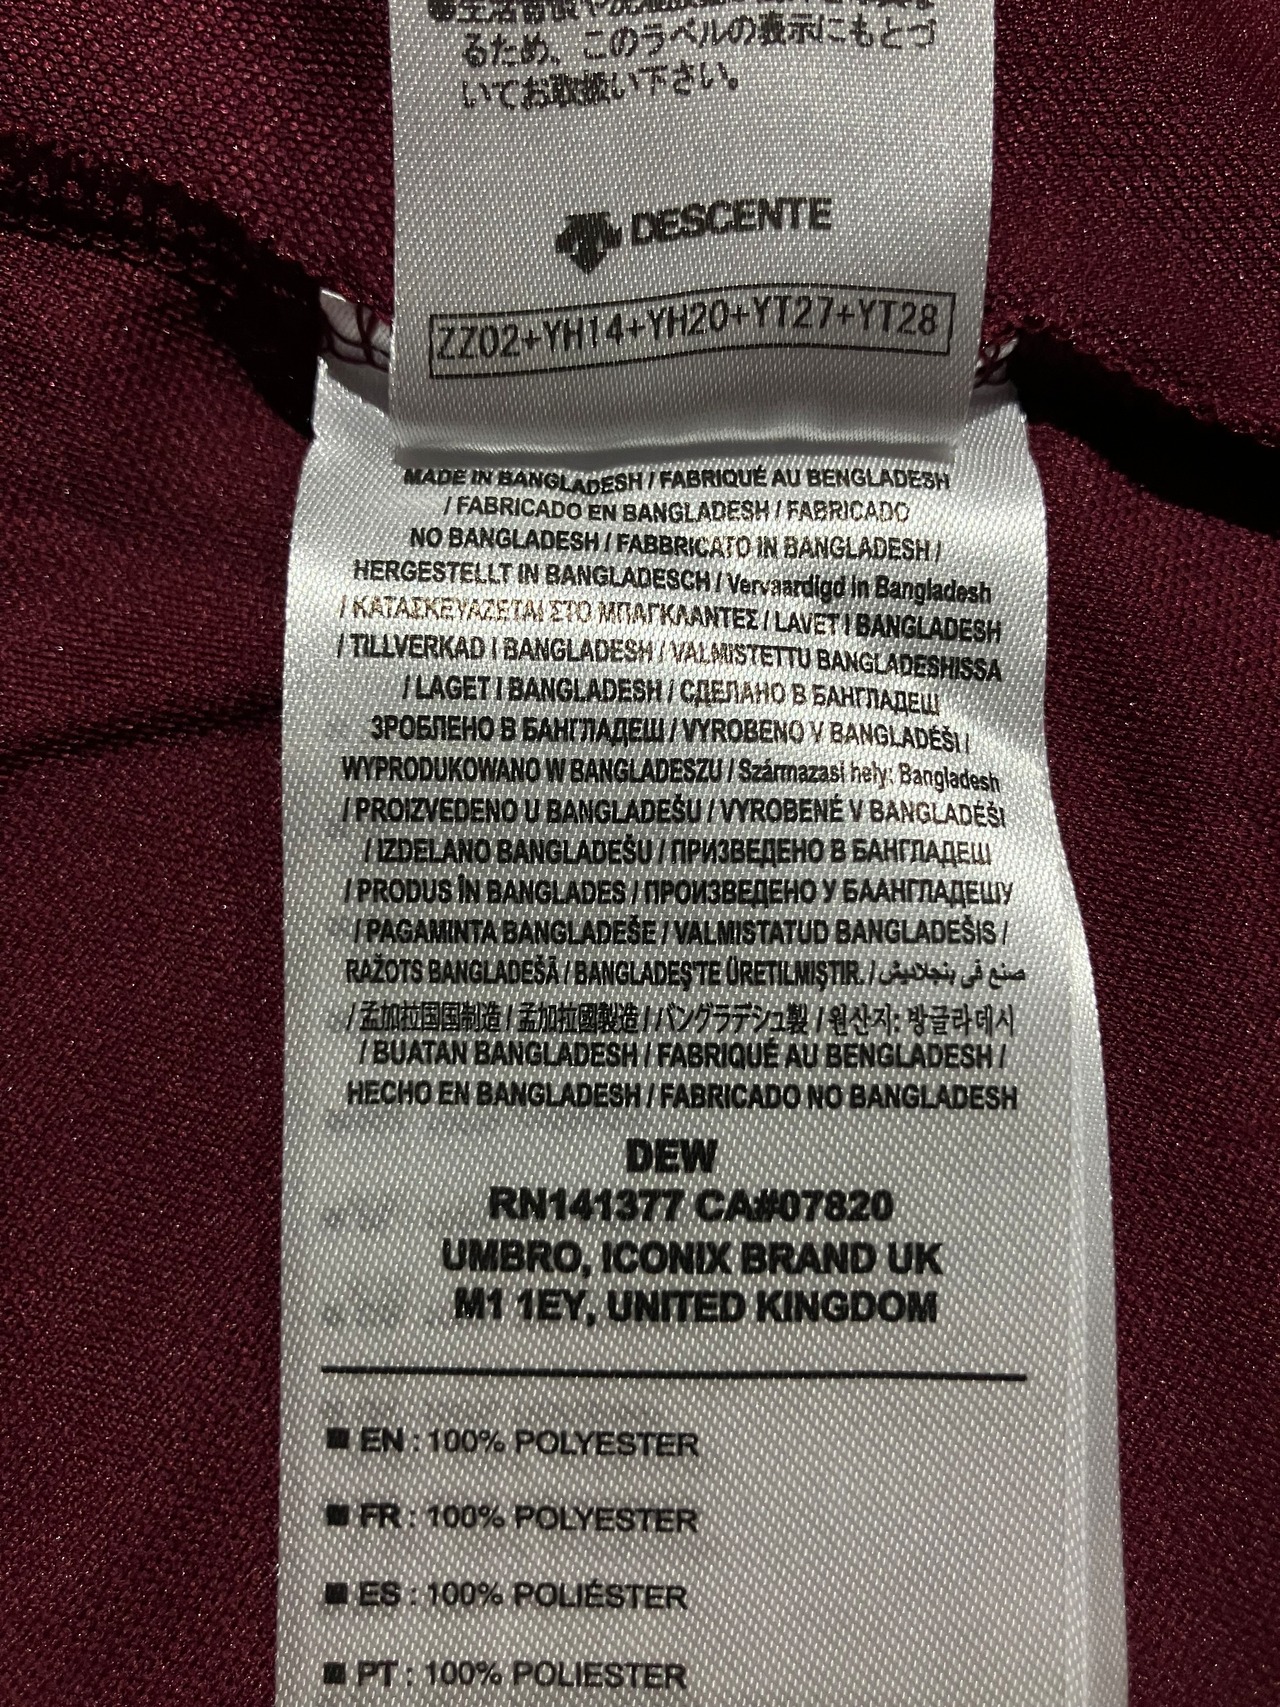 るため、このラベルの表示にもとづ
いてお取扱い下さい。
DESCENTE
ZZ02+YH14+YH20+YT27+YT28
MADE IN BANGLADESH / FABRIQUÉ AU BENGLADESH
/ FABRICADO EN BANGLADESH / FABRICADO
NO BANGLADESH / FABBRICATO IN BANGLADESH /
HERGESTELLT IN BANGLADESCH / Vervaardigd in Bangladesh
/ ΚΑΤΑΣΚΕΥΑΖΕΤΑΙ ΣΤΟ ΜΠΑΓΚΛΑΝΤΕΣ / LAVET I BANGLADESH
/ TILLVERKAD I BANGLADESH / VALMISTETTU BANGLADESHISSA
/ LAGET I BANGLADESH / СДЕЛАНО В БАНГЛАДЕШ
ЗРОБЛЕНО В БАНГЛАДЕШ / VYROBENO V BANGLADÉŠI /
WYPRODUKOWANO W BANGLADESZU / Származasi hely: Bangladesh
/ PROIZVEDENO U BANGLADEŠU / VYROBENÉ V BANGLADÉŠI
/ IZDELANO BANGLADEŠU / ПРИЗВЕДЕНО В БАНГЛАДЕШ
/ PRODUS ÎN BANGLADES / ПРОИЗВЕДЕНО У БААНГЛАДЕШУ
/ PAGAMINTA BANGLADEŠE / VALMISTATUD BANGLADEŠIS /
RAŽOTS BANGLADEŠĀ / BANGLADEŞ'TE ÜRETILMIŞTIR. / صنع في بنجلاديش
/ 孟加拉国国制造 / 孟加拉國製造 / バングラデシュ製 / 원산지: 방글라데시
/ BUATAN BANGLADESH / FABRIQUÉ AU BENGLADESH /
HECHO EN BANGLADESH / FABRICADO NO BANGLADESH
DEW
RN141377 CA#07820
UMBRO, ICONIX BRAND UK
M1 1EY, UNITED KINGDOM
■ EN : 100% POLYESTER
■ FR : 100% POLYESTER
■ ES : 100% POLIÉSTER
■ PT : 100% POLIESTER